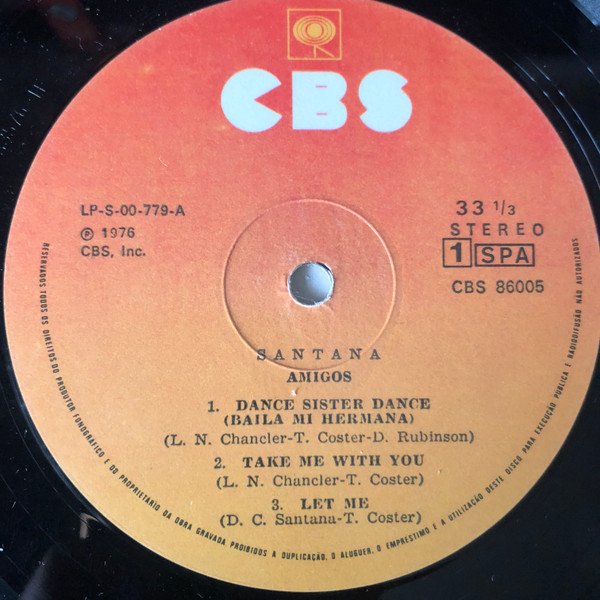 CBS
LP-S-00-779-A
℗ 1976
CBS, Inc.
33 1/3
STEREO
1 SPA
CBS 86005
SANTANA
AMIGOS
1. DANCE SISTER DANCE
(BAILA MI HERMANA)
(L. N. Chancler-T. Coster-D. Rubinson)
2. TAKE ME WITH YOU
(L. N. Chancler-T. Coster)
3. LET ME
(D. C. Santana-T. Coster)
RESERVADOS TODOS OS DIREITOS DO PRODUTOR FONOGRÁFICO E DO PROPRIETÁRIO DA OBRA GRAVADA PROIBIDOS A DUPLICAÇÃO, O ALUGUER, O EMPRESTIMO E A UTILIZAÇÃO DESTE DISCO PARA EXECUÇÃO PUBLICA E RADIODIFUSÃO NÃO AUTORIZADOS